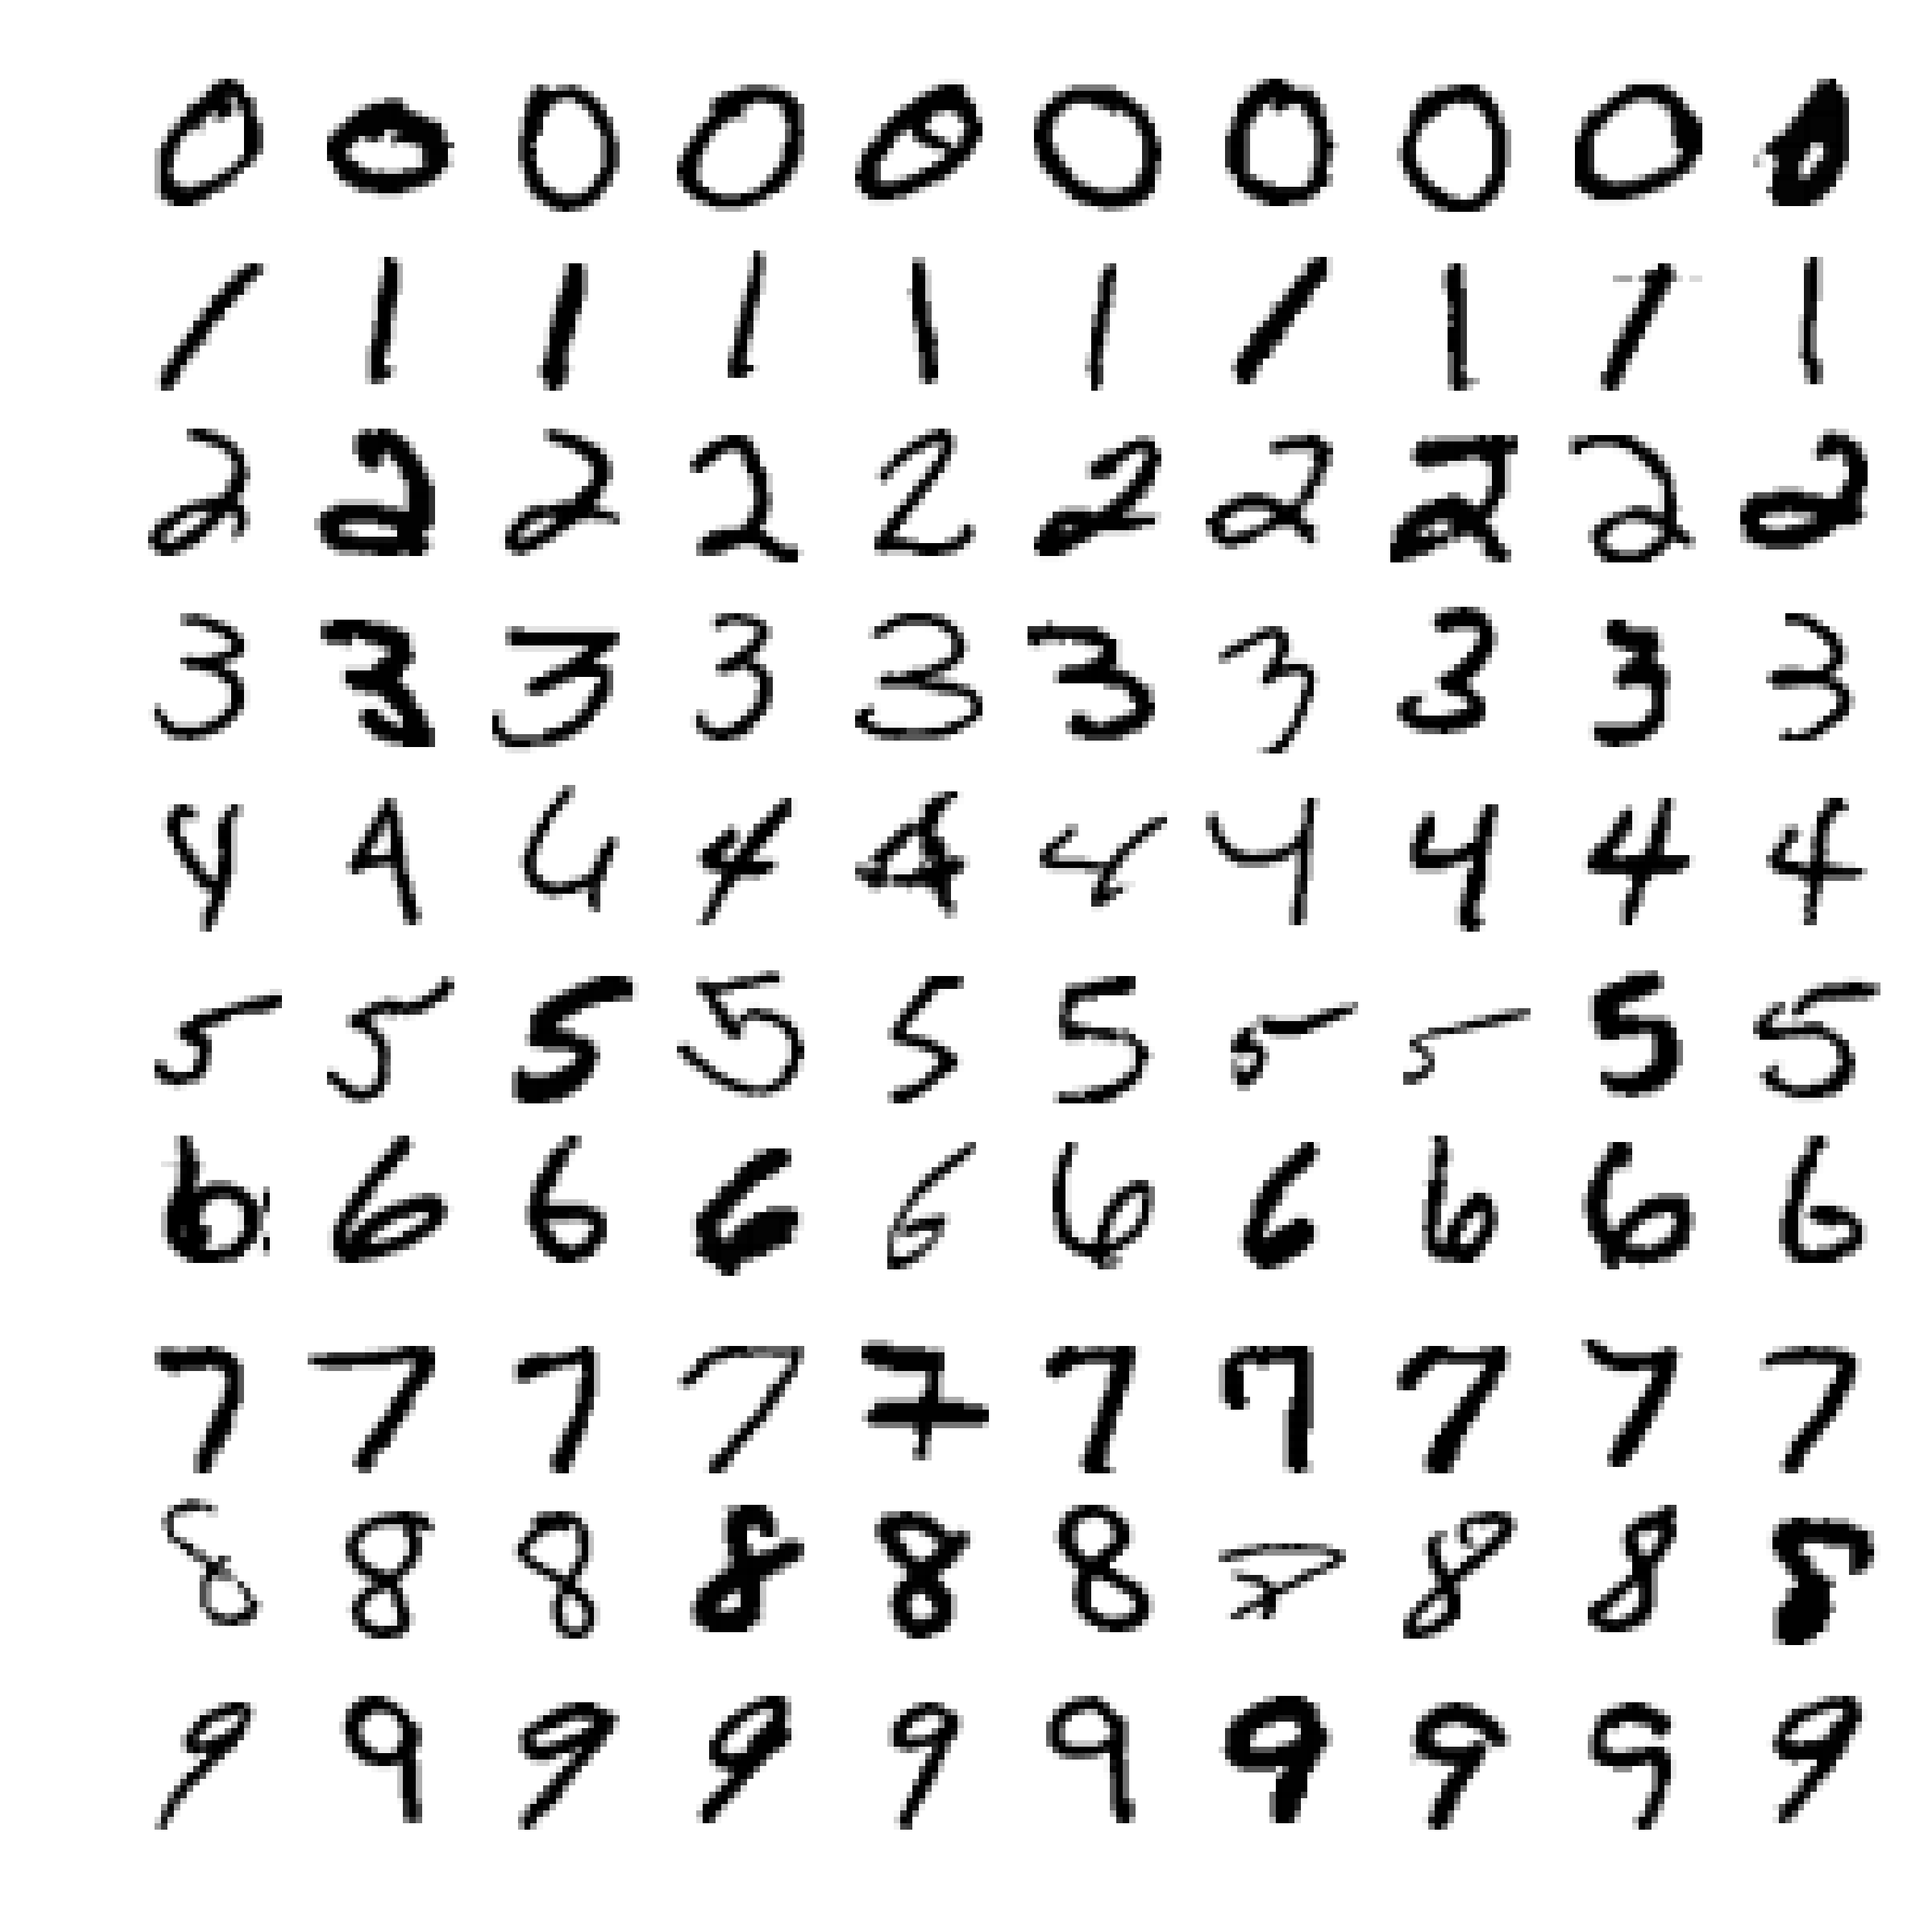 0 0 0 0 0 0 0 0 0 0
1 1 1 1 1 1 1 1 1 1
2 2 2 2 2 2 2 2 2 2
3 3 3 3 3 3 3 3 3 3
4 4 4 4 4 4 4 4 4 4
5 5 5 5 5 5 5 5 5 5
6 6 6 6 6 6 6 6 6 6
7 7 7 7 7 7 7 7 7 7
8 8 8 8 8 8 8 8 8 8
9 9 9 9 9 9 9 9 9 9